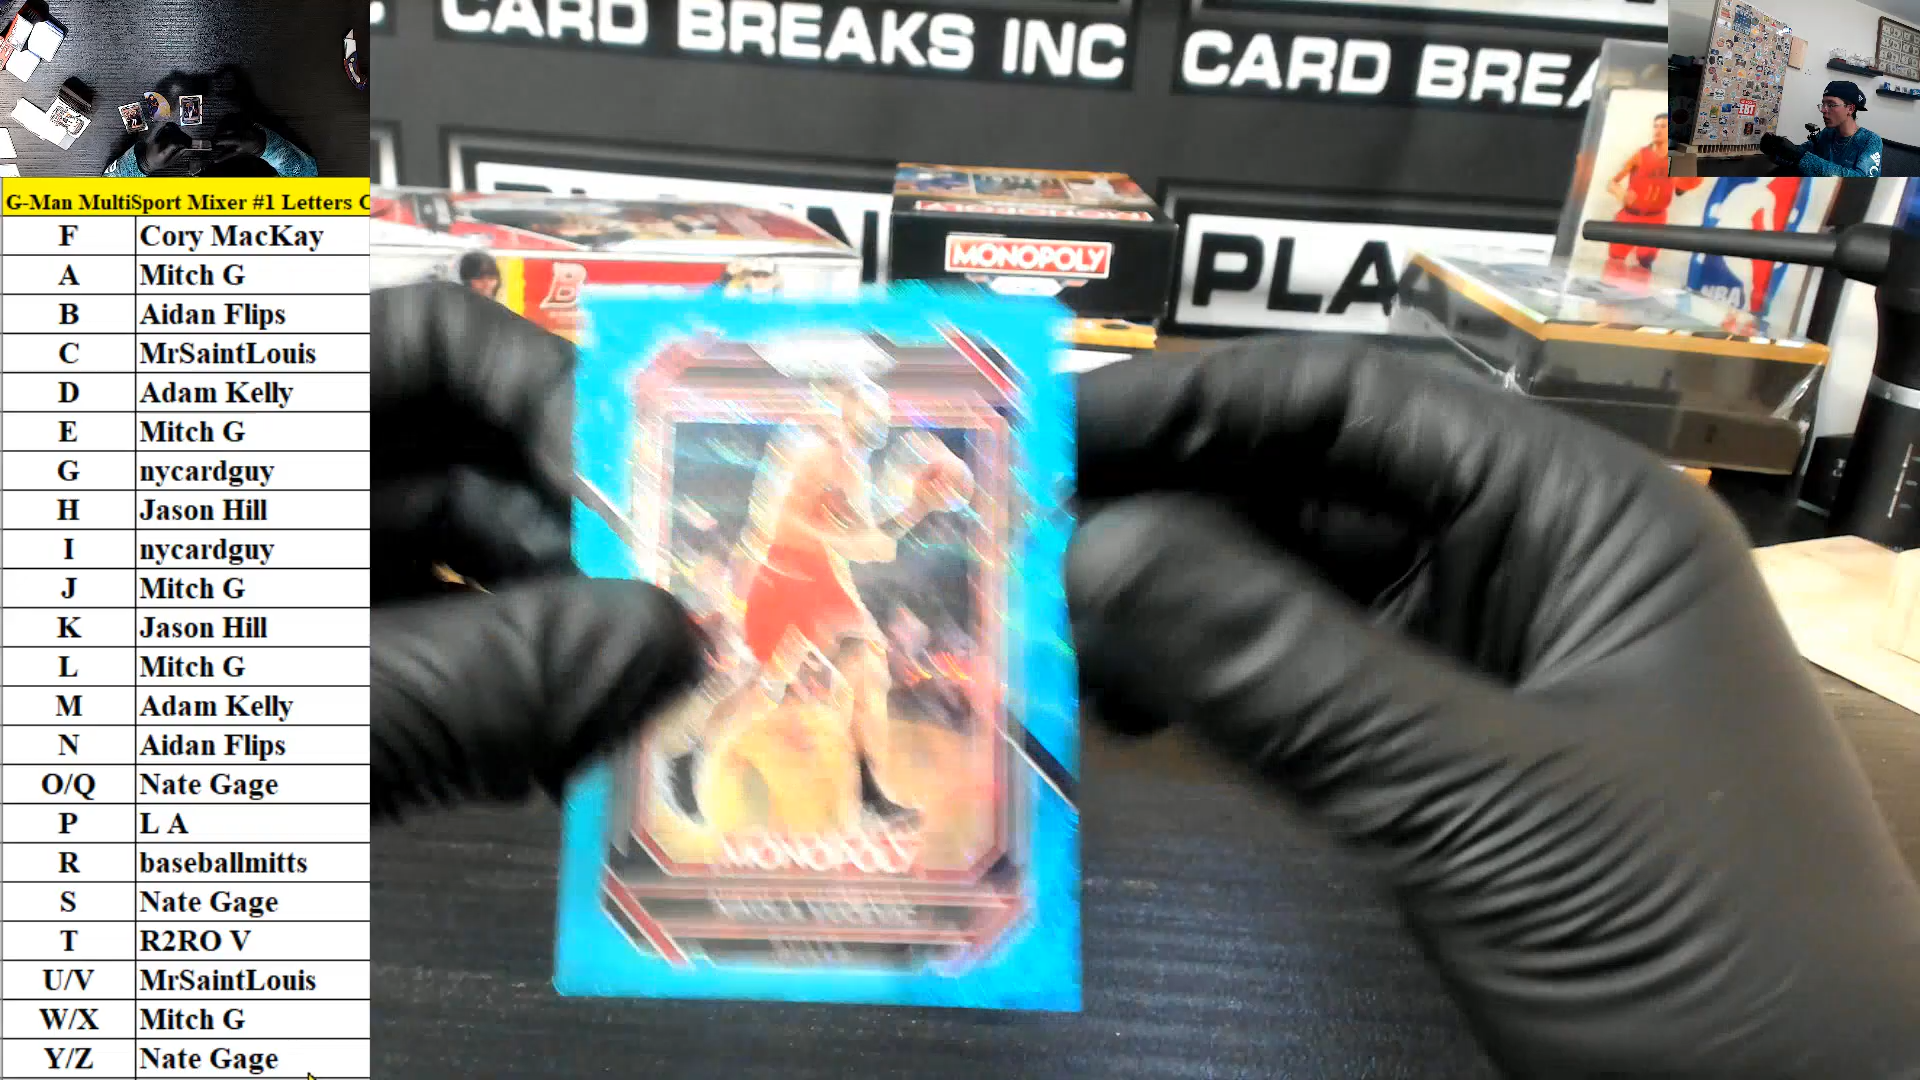 G-Man MultiSport Mixer #1 Letters
F Cory MacKay
A Mitch G
B Aidan Flips
C MrSaintLouis
D Adam Kelly
E Mitch G
G nycardguy
H Jason Hill
I nycardguy
J Mitch G
K Jason Hill
L Mitch G
M Adam Kelly
N Aidan Flips
O/Q Nate Gage
P L A
R baseballmitts
S Nate Gage
T R2RO V
U/V MrSaintLouis
W/X Mitch G
Y/Z Nate Gage
CARD BREAKS INC
CARD BREA
MONOPOLY
PLA
B
NBA
MONOPOLY